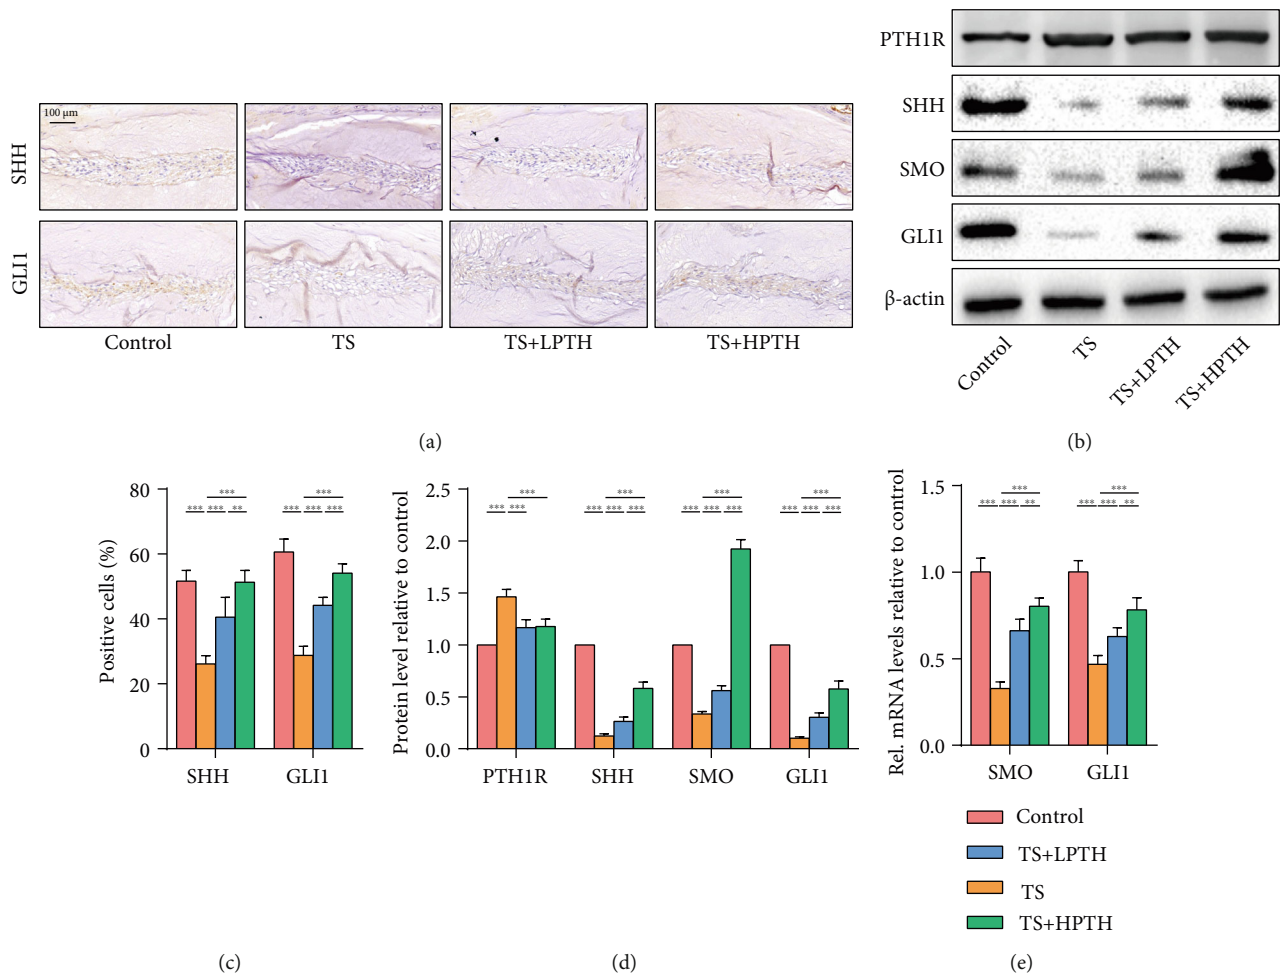 100 μm
SHH
GLI1
Control
TS
TS+LPTH
TS+HPTH
(a)
PTH1R
SHH
SMO
GLI1
β-actin
Control
TS
TS+LPTH
TS+HPTH
(b)
Positive cells (%)
80
60
40
20
0
***
*** *** **
***
*** *** ***
SHH
GLI1
(c)
Protein level relative to control
2.5
2.0
1.5
1.0
0.5
0.0
***
*** ***
***
*** *** ***
***
*** *** ***
***
*** *** ***
PTH1R
SHH
SMO
GLI1
(d)
Rel. mRNA levels relative to control
1.5
1.0
0.5
0.0
***
*** *** **
***
*** *** **
SMO
GLI1
Control
TS+LPTH
TS
TS+HPTH
(e)